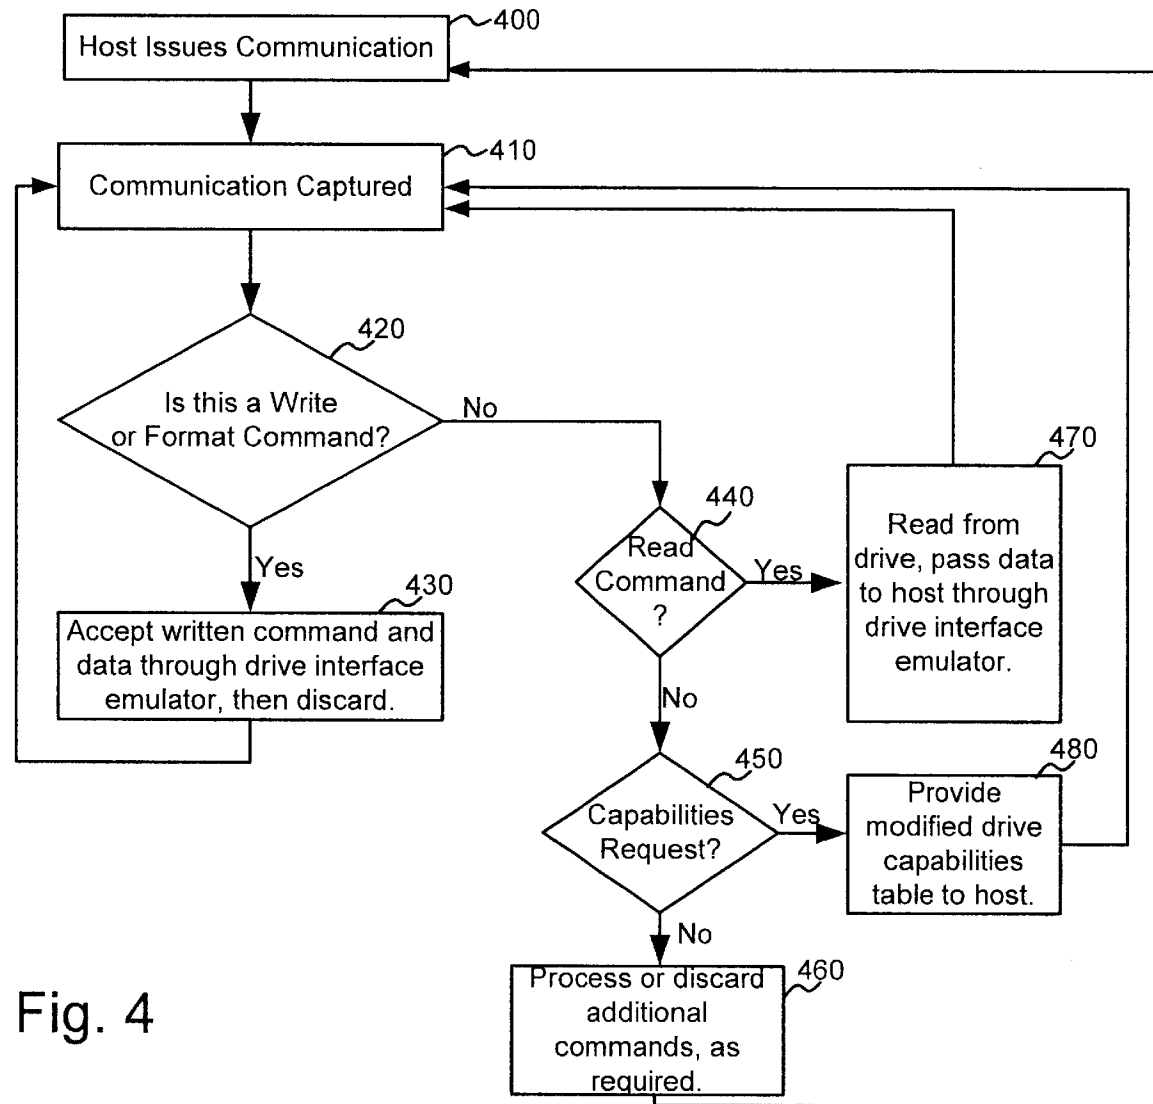 400
Host Issues Communication
410
Communication Captured
420
Is this a Write
or Format Command?
No
Yes
430
Accept written command and
data through drive interface
emulator, then discard.
440
Read
Command
?
Yes
No
470
Read from
drive, pass data
to host through
drive interface
emulator.
450
Capabilities
Request?
Yes
No
480
Provide
modified drive
capabilities
table to host.
460
Process or discard
additional
commands, as
required.
Fig. 4